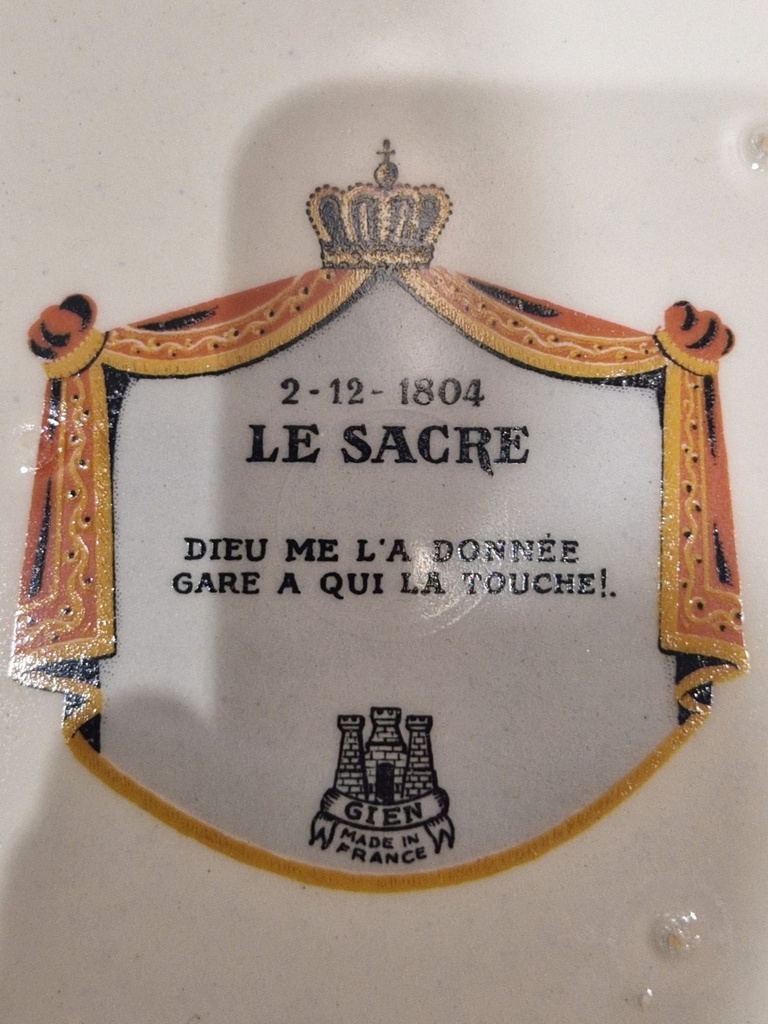 2-12-1804
LE SACRE
DIEU ME L'A DONNÉE
GARE A QUI LA TOUCHE!.
GIEN
MADE IN
FRANCE